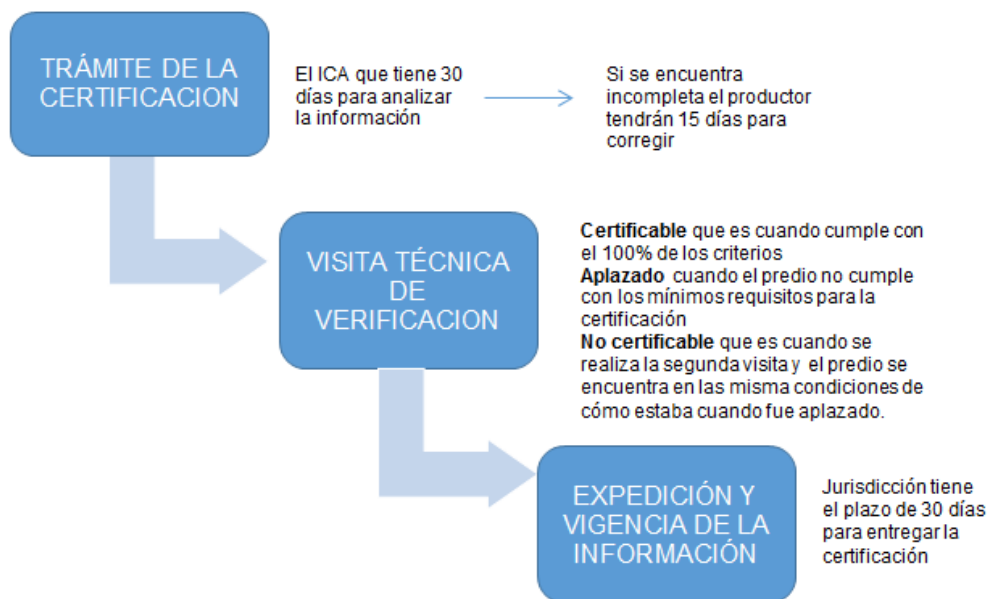 TRÁMITE DE LA
CERTIFICACION
El ICA que tiene 30
días para analizar
la información
Si se encuentra
incompleta el productor
tendrán 15 días para
corregir
VISITA TÉCNICA
DE
VERIFICACION
Certificable que es cuando cumple con
el 100% de los criterios
Aplazado cuando el predio no cumple
con los mínimos requisitos para la
certificación
No certificable que es cuando se
realiza la segunda visita y el predio se
encuentra en las misma condiciones de
cómo estaba cuando fue aplazado.
EXPEDICIÓN Y
VIGENCIA DE LA
INFORMACIÓN
Jurisdicción tiene
el plazo de 30 días
para entregar la
certificación